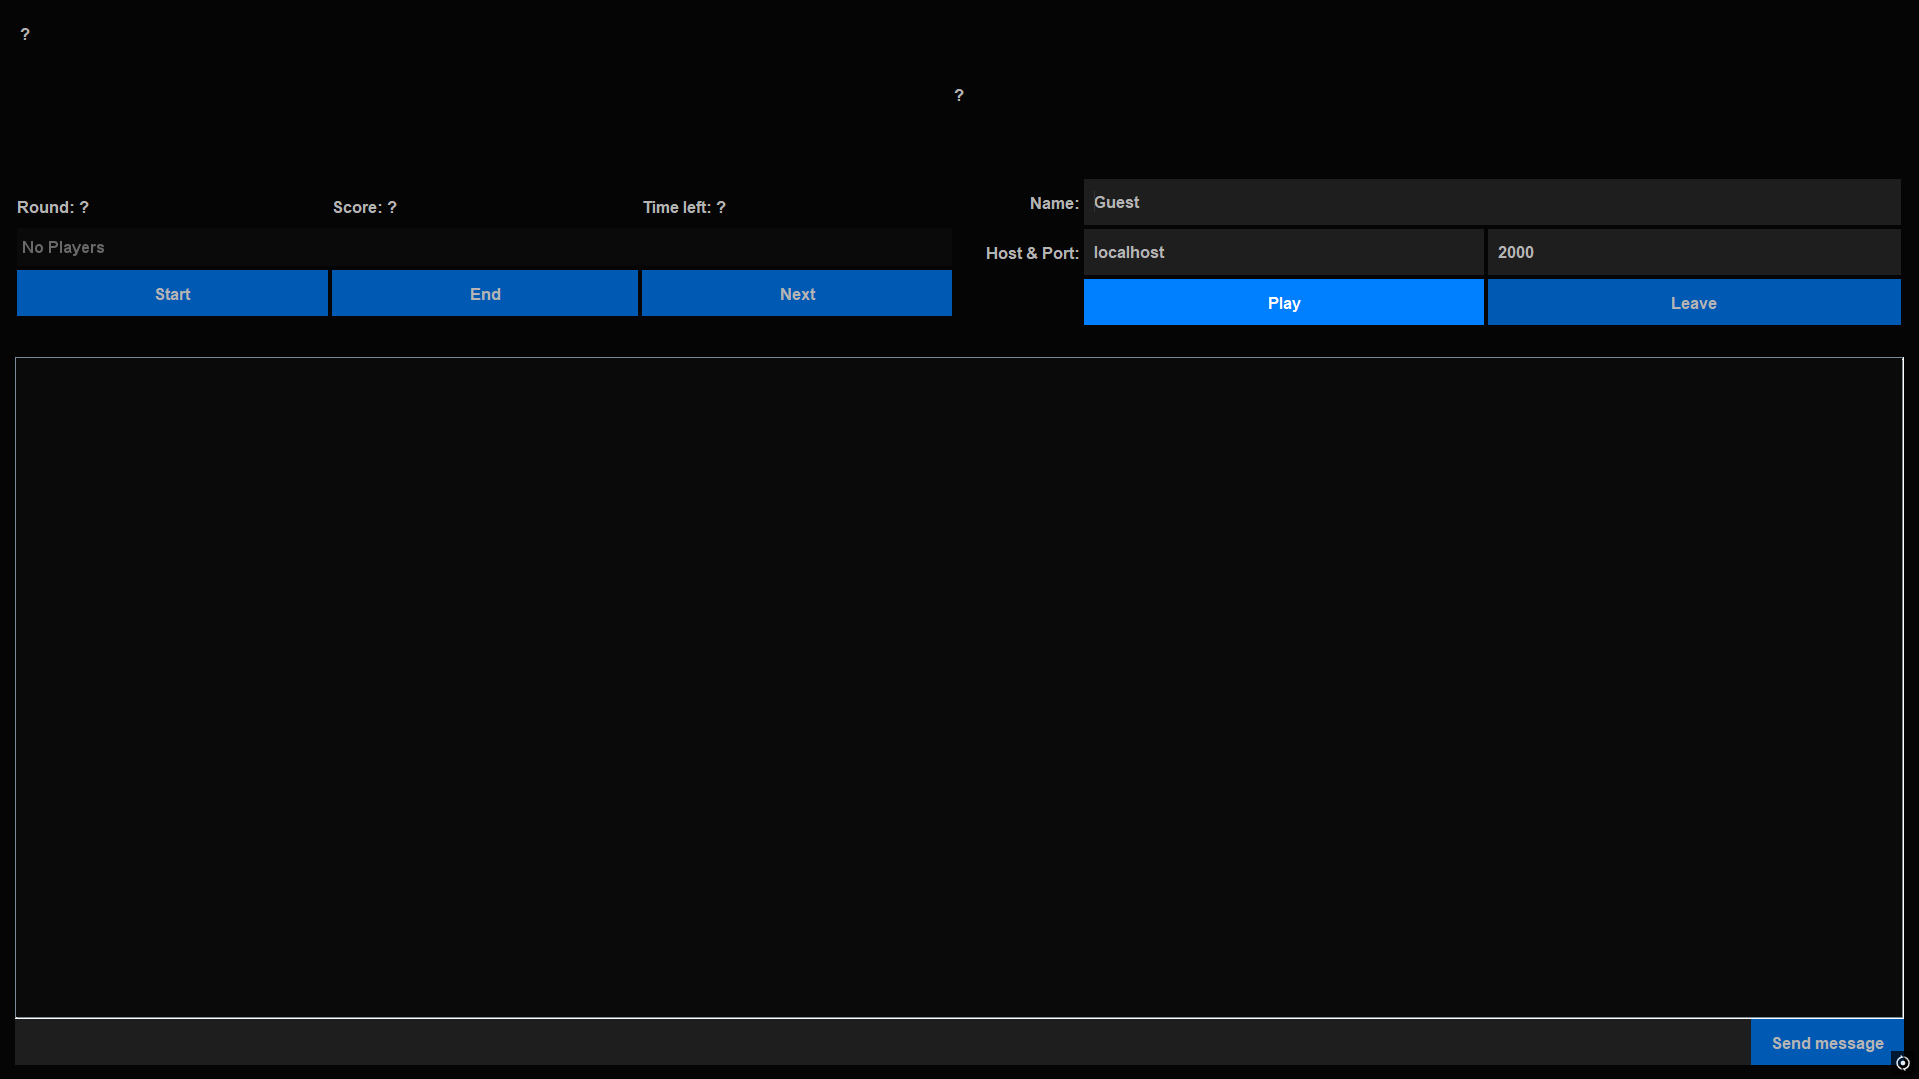 ?
?
Round: ? Score: ? Time left: ?
No Players
Start End Next
Name: Guest
Host & Port: localhost 2000
Play Leave
Send message